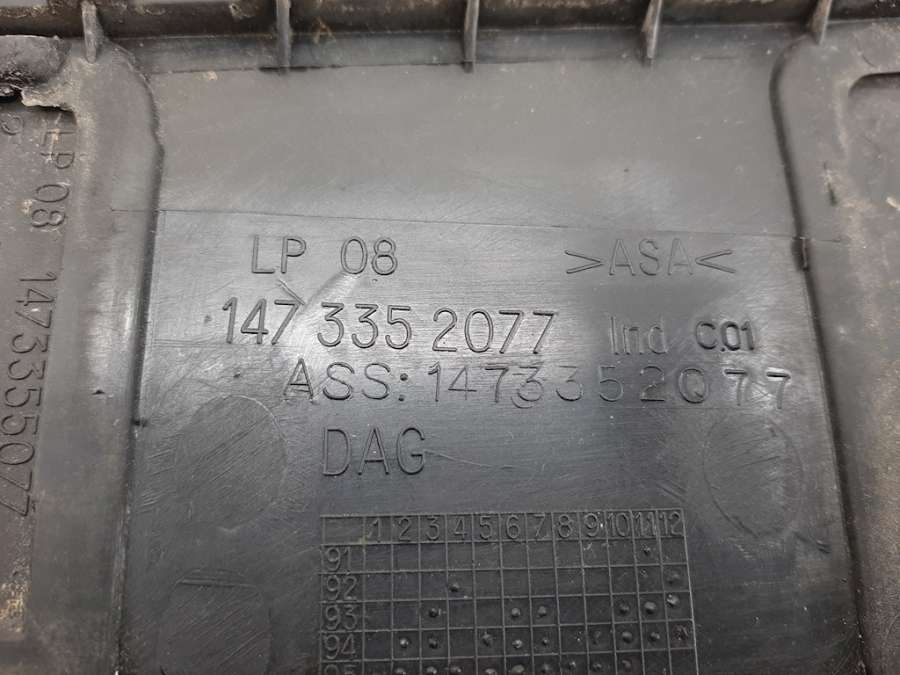 LP 08 >ASA<
147 335 2077 Ind C.01
ASS: 1473352077
DAG
1 2 3 4 5 6 7 8 9 10 11 12
91
92
93
94
95
LP 08 1473355077